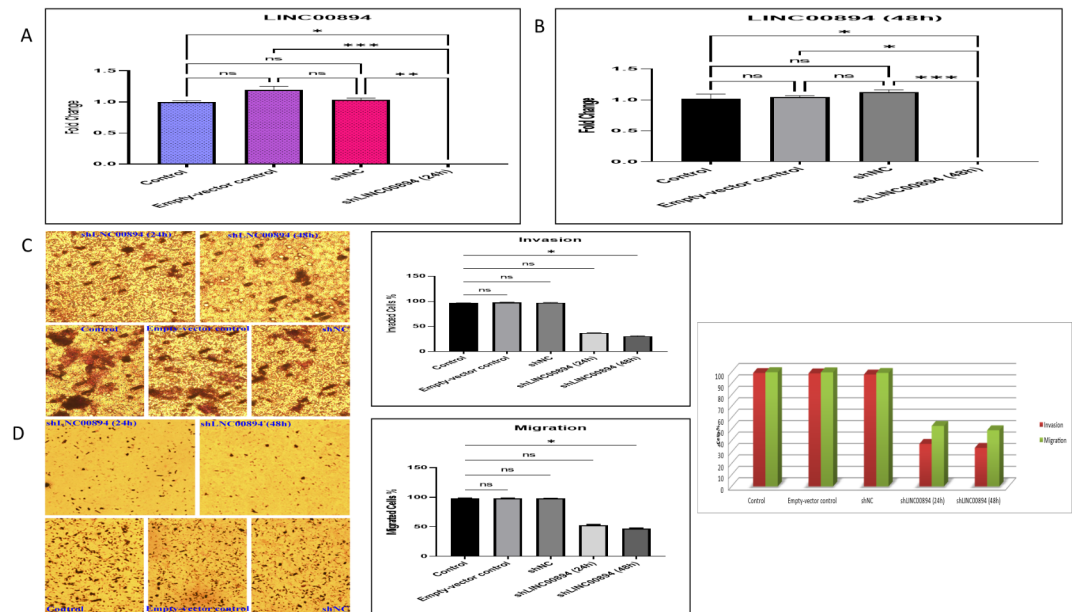 A
LINC00894
*
***
ns
ns
ns
**
Fold Change
1.5
1.0
0.5
0.0
Control
Empty-vector control
shNC
shLINC00894 (24h)
B
LINC00894 (48h)
*
*
ns
ns
ns
***
Fold Change
1.5
1.0
0.5
0.0
Control
Empty-vector control
shNC
shLINC00894 (48h)
C
shLNC00894 (24h)
shLNC00894 (48h)
Control
Empty-vector control
shNC
Invasion
*
ns
ns
ns
Invaded Cells %
150
100
50
0
Control
Empty-vector control
shNC
shLINC00894 (24h)
shLINC00894 (48h)
D
shLNC00894 (24h)
shLNC00894 (48h)
Control
Empty-vector control
shNC
Migration
*
ns
ns
ns
Migrated Cells %
150
100
50
0
Control
Empty-vector control
shNC
shLINC00894 (24h)
shLINC00894 (48h)
100
90
80
70
60
50
40
30
20
10
0
Control
Empty-vector control
shNC
shLINC00894 (24h)
shLINC00894 (48h)
Invasion
Migration